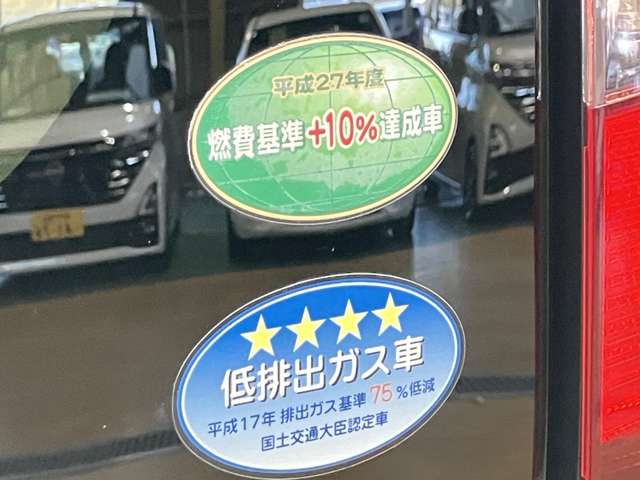 平成27年度
燃費基準+10%達成車
低排出ガス車
平成17年 排出ガス基準 75%低減
国土交通大臣認定車